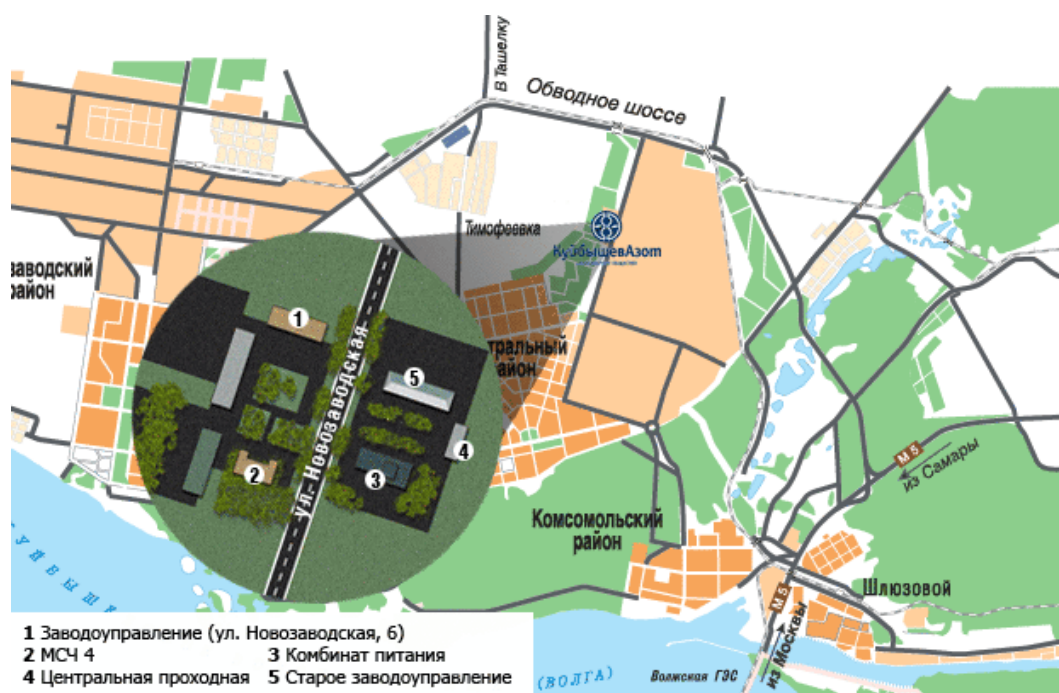 В Ташелку
Обводное шоссе
Тимофеевка
КуйбышевАзот
заводский
район
тральный
район
ул. Новозаводская
1
5
4
2
3
М 5
из Самары
Комсомольский
район
Шлюзовой
М 5
из Москвы
(ВОЛГА)
Волжская ГЭС
УЙБЫШЕ
1 Заводоуправление (ул. Новозаводская, 6)
2 МСЧ 4
3 Комбинат питания
4 Центральная проходная
5 Старое заводоуправление